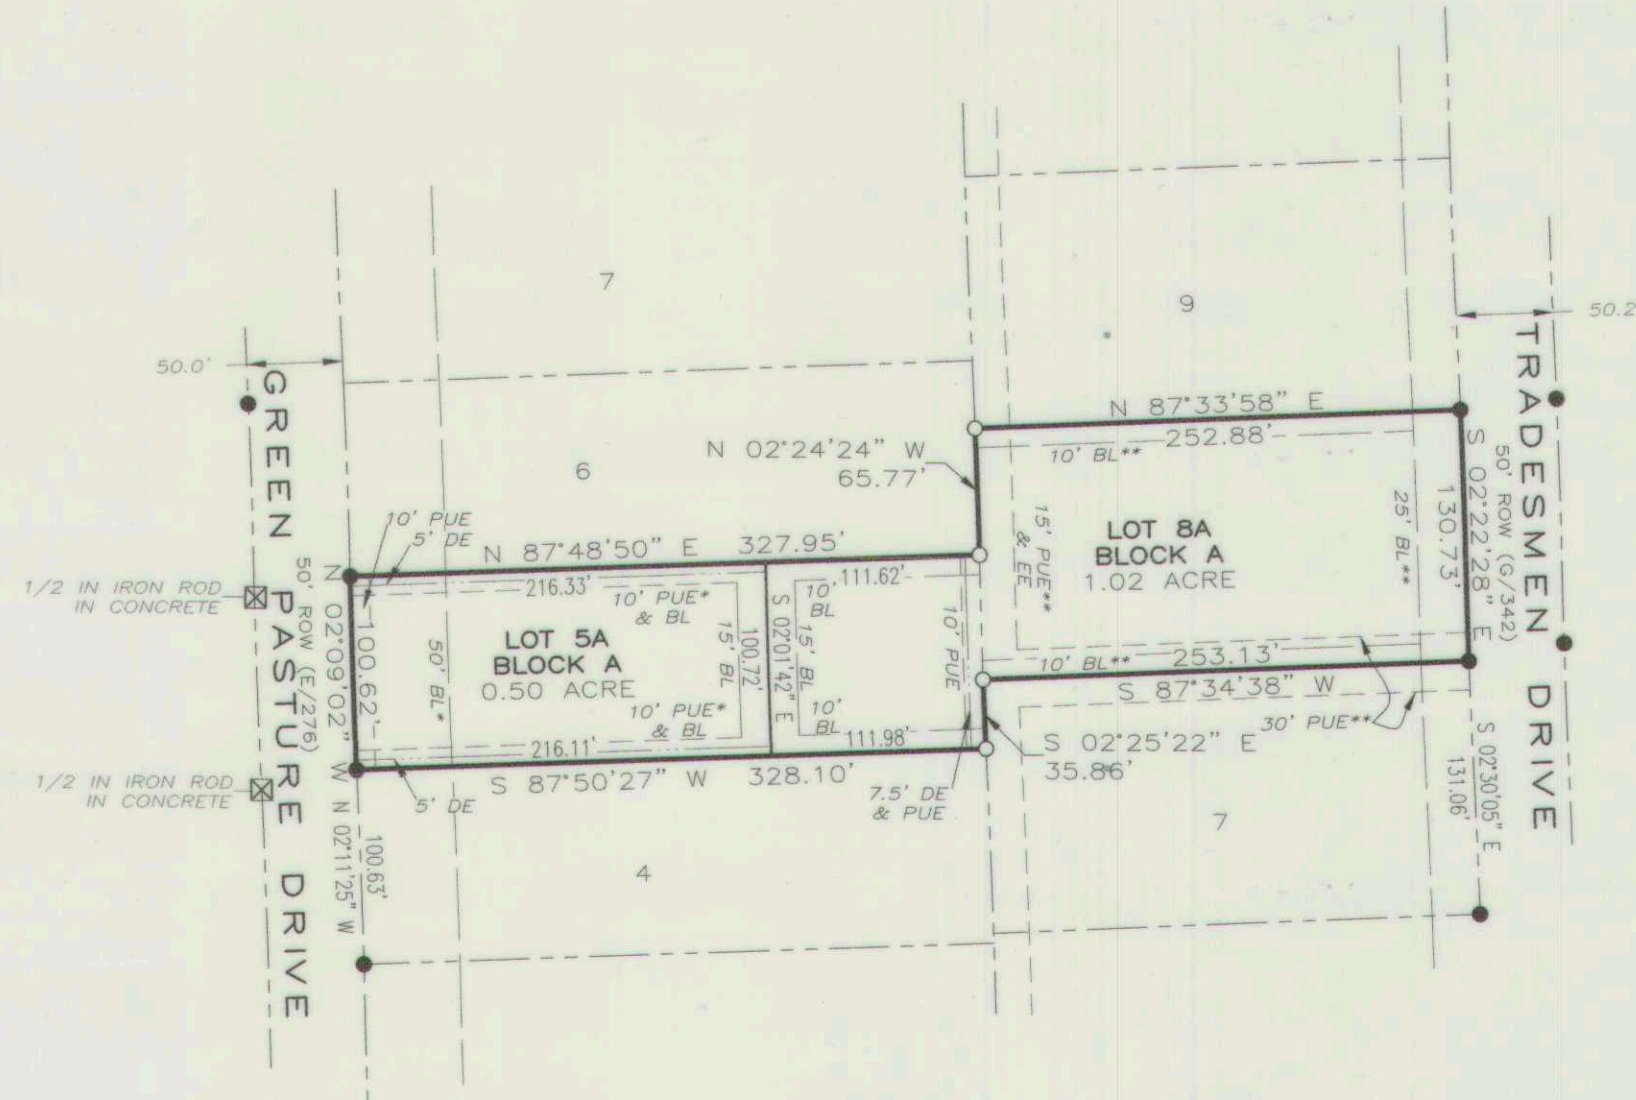 7
9
50.2
50.0'
GREEN PASTURE DRIVE
50' ROW (E/276)
TRADESMEN DRIVE
50' ROW (G/342)
N 87°33'58" E
252.88'
10' BL**
N 02°24'24" W
65.77'
6
S 02°22'28" E
130.73'
25' BL**
15' PUE**
& EE
LOT 8A
BLOCK A
1.02 ACRE
10' PUE
5' DE
N 87°48'50" E 327.95'
216.33'
111.62'
1/2 IN IRON ROD
IN CONCRETE
N 02°09'02" W
100.62'
10' PUE*
& BL
10'
BL
LOT 5A
BLOCK A
0.50 ACRE
50' BL*
15' BL
100.72'
S 02°01'42" E
15' BL
10' PUE
10' PUE*
& BL
10'
BL
10' BL**
253.13'
S 87°34'38" W
30' PUE**
216.11'
111.98'
S 87°50'27" W 328.10'
S 02°25'22" E
35.86'
1/2 IN IRON ROD
IN CONCRETE
5' DE
7.5' DE
& PUE
S 02°30'05" E
131.06'
7
N 02°11'25" W
100.63'
4